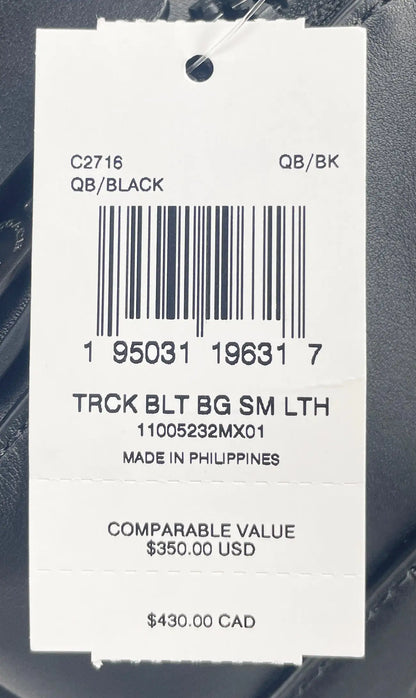 C2716 QB/BK
QB/BLACK
1 95031 19631 7
TRCK BLT BG SM LTH
11005232MX01
MADE IN PHILIPPINES
COMPARABLE VALUE
$350.00 USD
$430.00 CAD